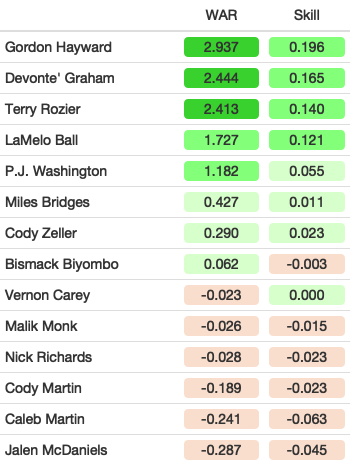 WAR Skill
Gordon Hayward 2.937 0.196
Devonte' Graham 2.444 0.165
Terry Rozier 2.413 0.140
LaMelo Ball 1.727 0.121
P.J. Washington 1.182 0.055
Miles Bridges 0.427 0.011
Cody Zeller 0.290 0.023
Bismack Biyombo 0.062 -0.003
Vernon Carey -0.023 0.000
Malik Monk -0.026 -0.015
Nick Richards -0.028 -0.023
Cody Martin -0.189 -0.023
Caleb Martin -0.241 -0.063
Jalen McDaniels -0.287 -0.045